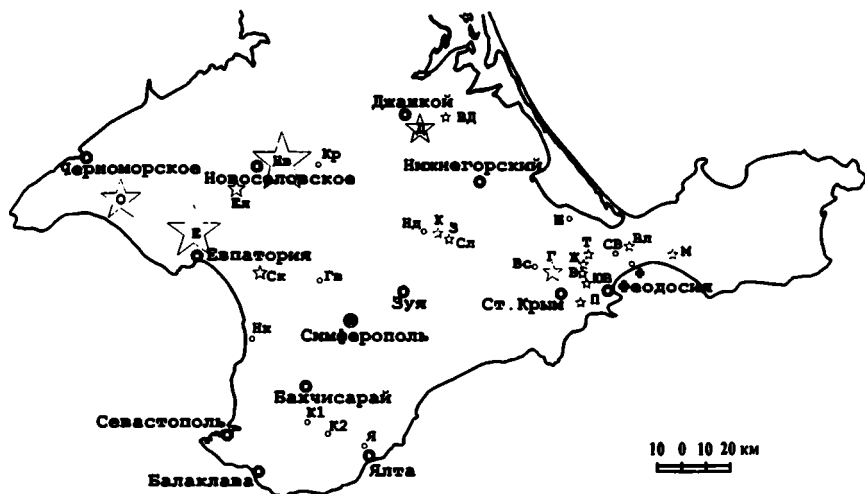 Джанкой
ВД
Д
Кр
Нв
Черноморское
Новоселовское
Нижнегорский
О
Ел
Ш
Е
Нд
К
З
Сл
Евпатория
Ск
Гв
Вс
Г
Т
Ж
В
СВ
Вл
М
ЮВ
Ф
Феодосия
Зуя
Ст.Крым
П
Симферополь
Нк
Бахчисарай
К1
К2
Севастополь
Я
Ялта
Балаклава
10 0 10 20 км